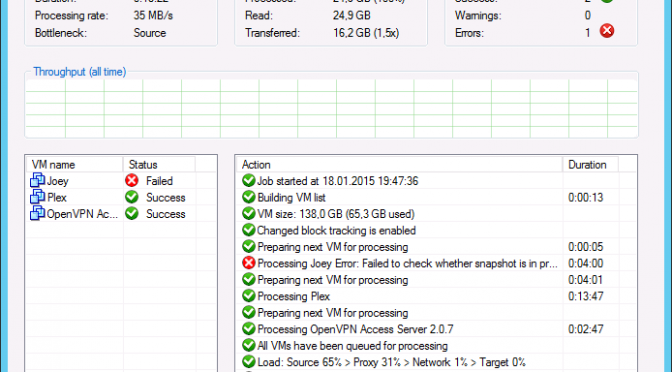 Processing rate: 35 MB/s
Bottleneck: Source
Read: 24,9 GB
Transferred: 16,2 GB (1,5x)
Warnings: 0
Errors: 1
Throughput (all time)
VM name Status
Joey Failed
Plex Success
OpenVPN Ac... Success
Action Duration
Job started at 18.01.2015 19:47:36
Building VM list 0:00:13
VM size: 138,0 GB (65,3 GB used)
Changed block tracking is enabled
Preparing next VM for processing 0:00:05
Processing Joey Error: Failed to check whether snapshot is in pr... 0:04:00
Preparing next VM for processing 0:04:01
Processing Plex 0:13:47
Preparing next VM for processing
Processing OpenVPN Access Server 2.0.7 0:02:47
All VMs have been queued for processing
Load: Source 65% > Proxy 31% > Network 1% > Target 0%